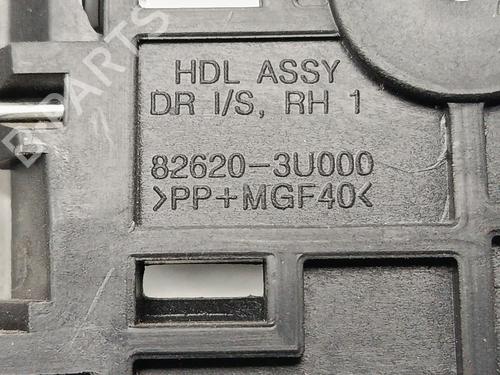 HDL ASSY
DR I/S, RH 1
82620-3U000
>PP+MGF40<